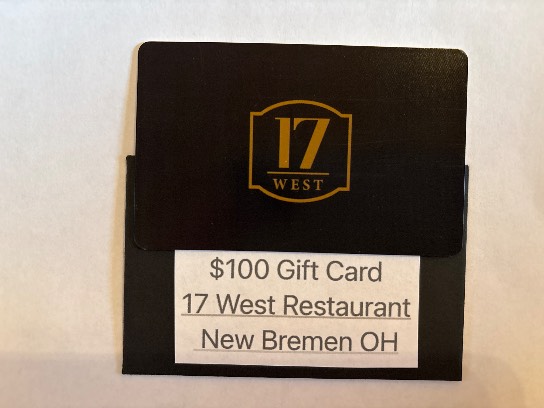 17
WEST
$100 Gift Card
17 West Restaurant
New Bremen OH